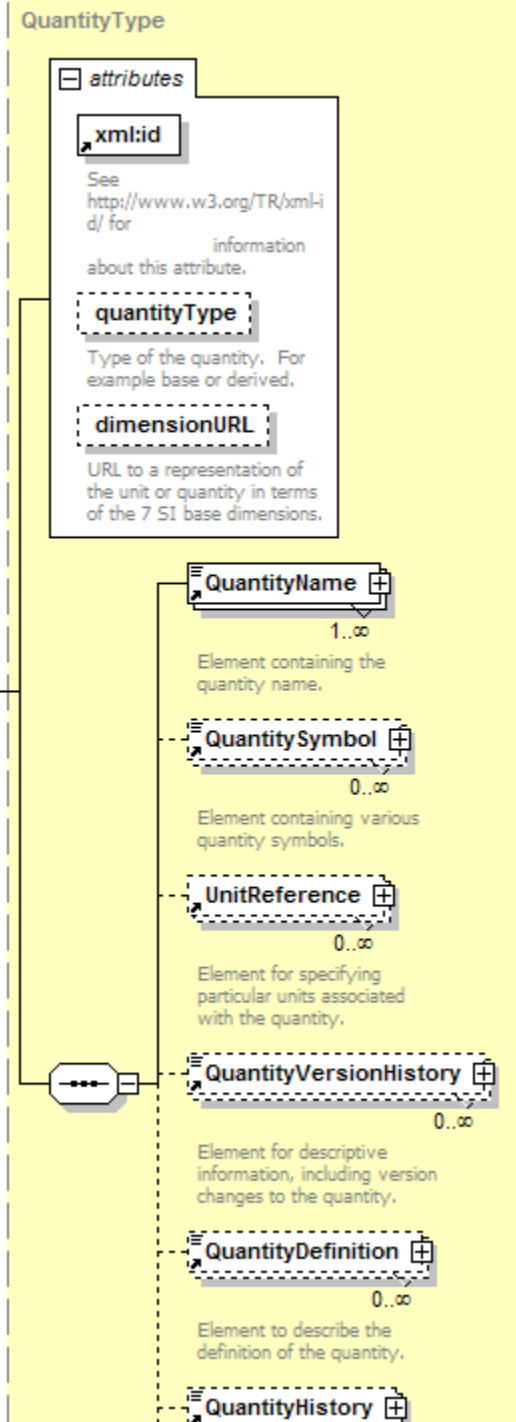 QuantityType
attributes
xml:id
See
http://www.w3.org/TR/xml-i
d/ for
information
about this attribute.
quantityType
Type of the quantity. For
example base or derived.
dimensionURL
URL to a representation of
the unit or quantity in terms
of the 7 SI base dimensions.
QuantityName
1..∞
Element containing the
quantity name.
QuantitySymbol
0..∞
Element containing various
quantity symbols.
UnitReference
0..∞
Element for specifying
particular units associated
with the quantity.
QuantityVersionHistory
0..∞
Element for descriptive
information, including version
changes to the quantity.
QuantityDefinition
0..∞
Element to describe the
definition of the quantity.
QuantityHistory